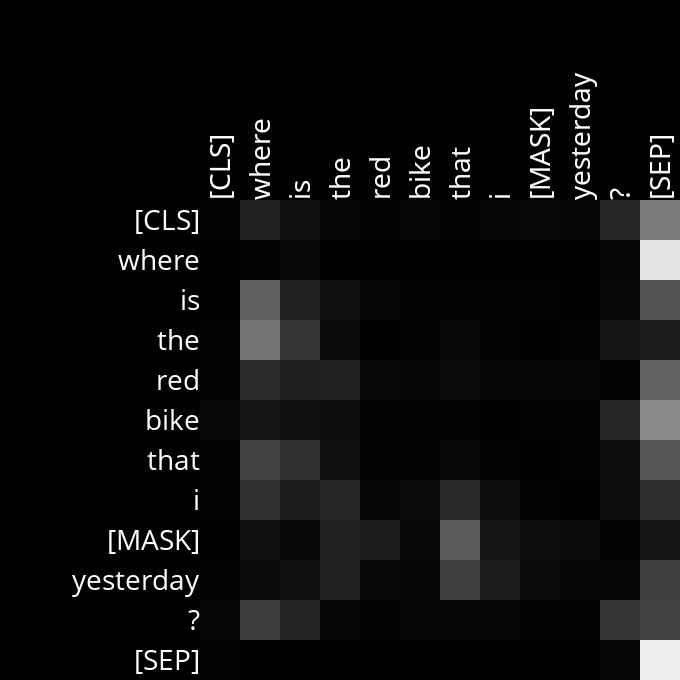 [CLS]
where
is
the
red
bike
that
i
[MASK]
yesterday
?
[SEP]
[CLS]
where
is
the
red
bike
that
i
[MASK]
yesterday
?
[SEP]